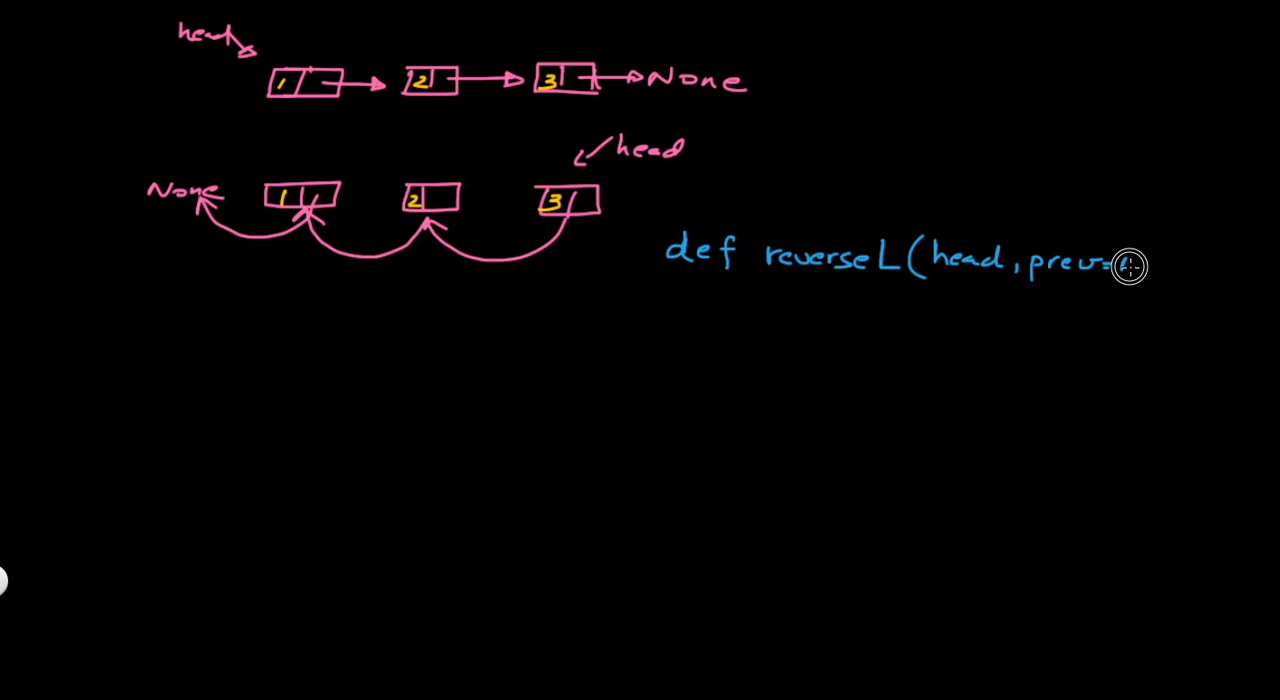 head
1 2 3 None
head
None 1 2 3
def reverseL(head, prev=